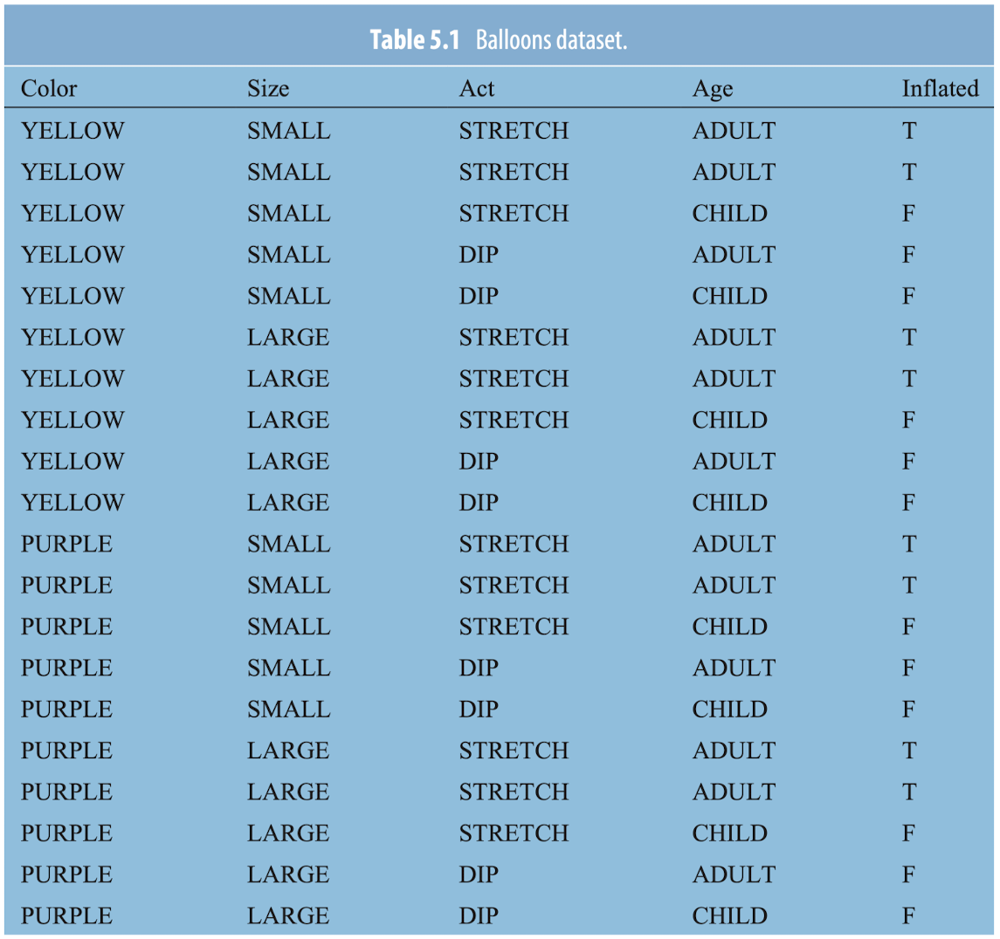 Table 5.1 Balloons dataset.
Color Size Act Age Inflated
YELLOW SMALL STRETCH ADULT T
YELLOW SMALL STRETCH ADULT T
YELLOW SMALL STRETCH CHILD F
YELLOW SMALL DIP ADULT F
YELLOW SMALL DIP CHILD F
YELLOW LARGE STRETCH ADULT T
YELLOW LARGE STRETCH ADULT T
YELLOW LARGE STRETCH CHILD F
YELLOW LARGE DIP ADULT F
YELLOW LARGE DIP CHILD F
PURPLE SMALL STRETCH ADULT T
PURPLE SMALL STRETCH ADULT T
PURPLE SMALL STRETCH CHILD F
PURPLE SMALL DIP ADULT F
PURPLE SMALL DIP CHILD F
PURPLE LARGE STRETCH ADULT T
PURPLE LARGE STRETCH ADULT T
PURPLE LARGE STRETCH CHILD F
PURPLE LARGE DIP ADULT F
PURPLE LARGE DIP CHILD F